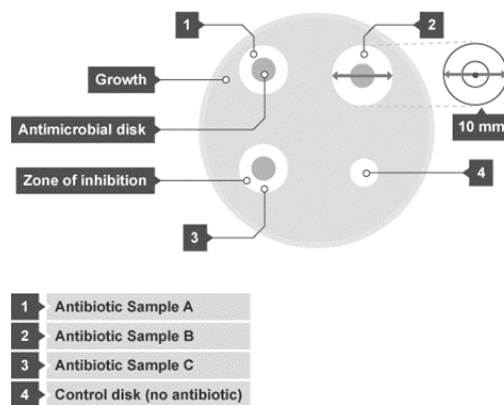 1
2
Growth
Antimicrobial disk
10 mm
Zone of inhibition
4
3
1 Antibiotic Sample A
2 Antibiotic Sample B
3 Antibiotic Sample C
4 Control disk (no antibiotic)